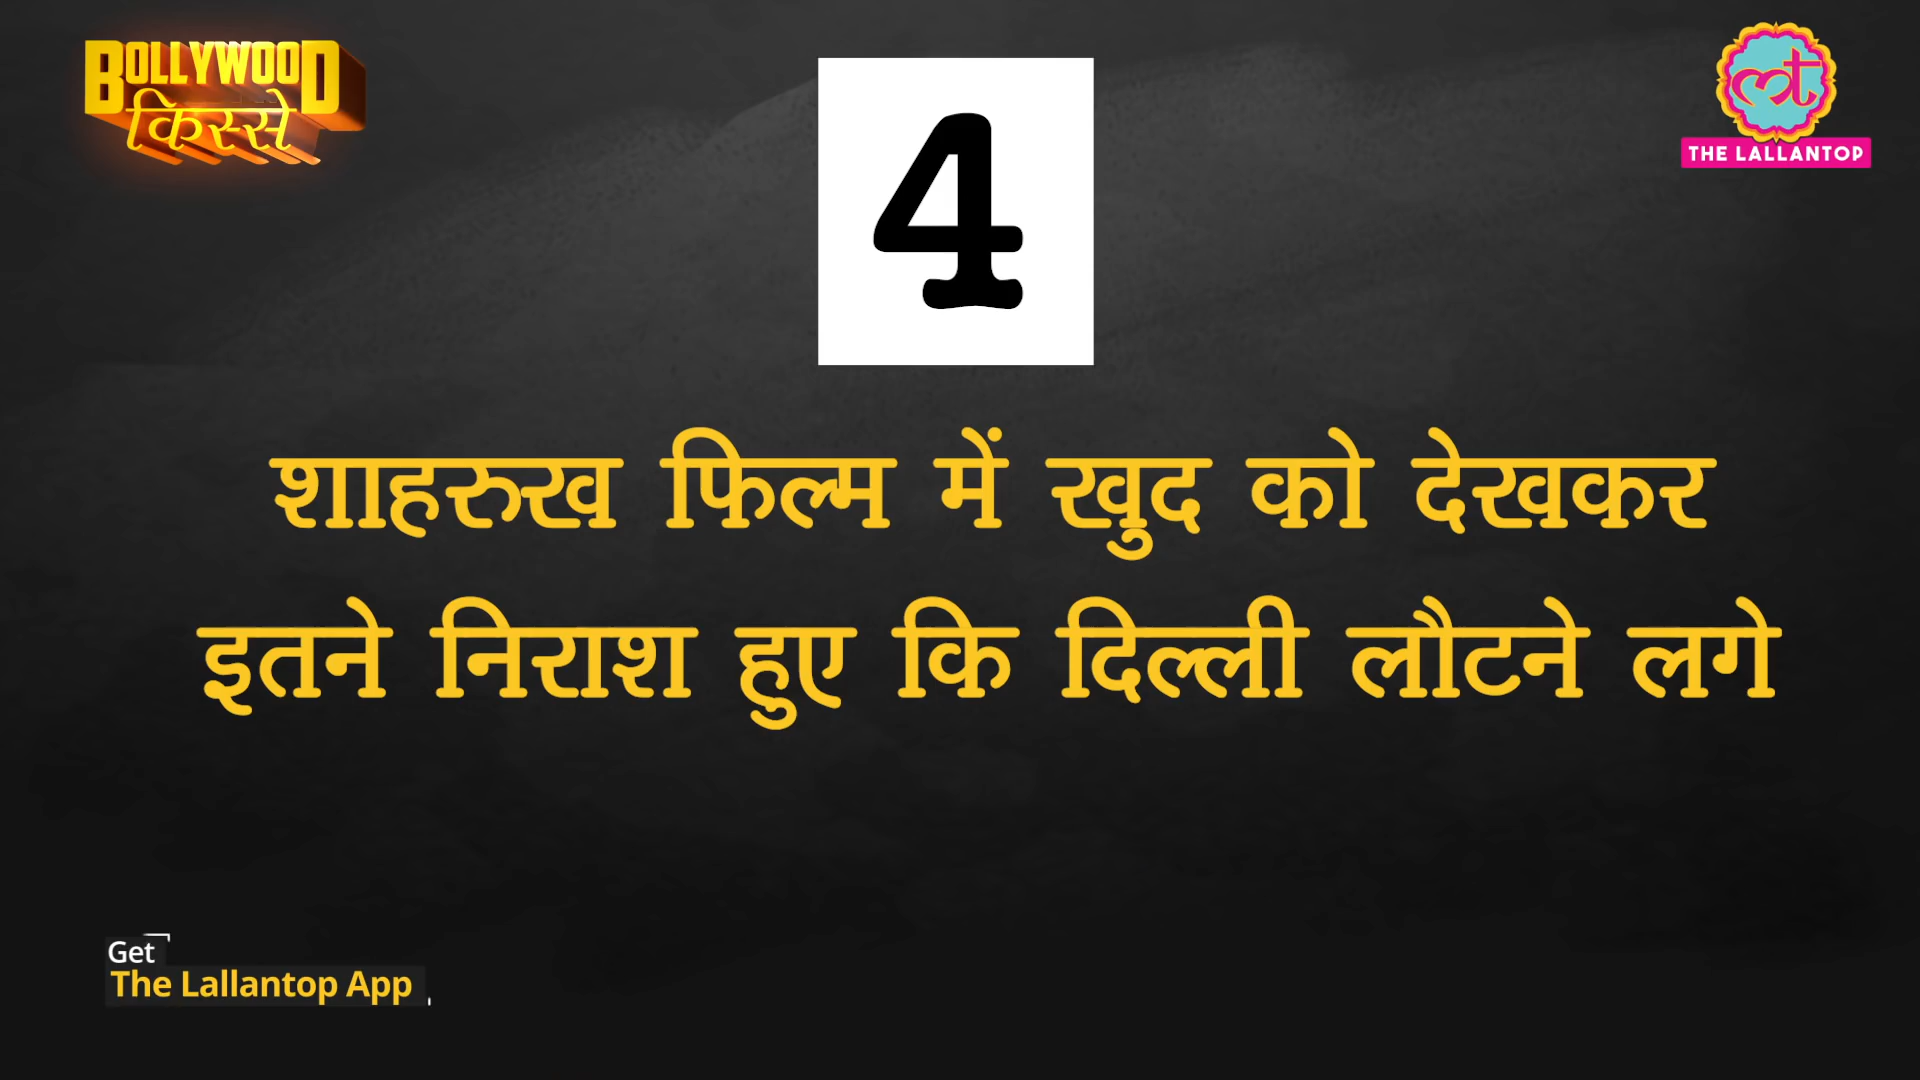 BOLLYWOOD
किस्से
THE LALLANTOP
4
शाहरुख फिल्म में खुद को देखकर
इतने निराश हुए कि दिल्ली लौटने लगे
Get
The Lallantop App